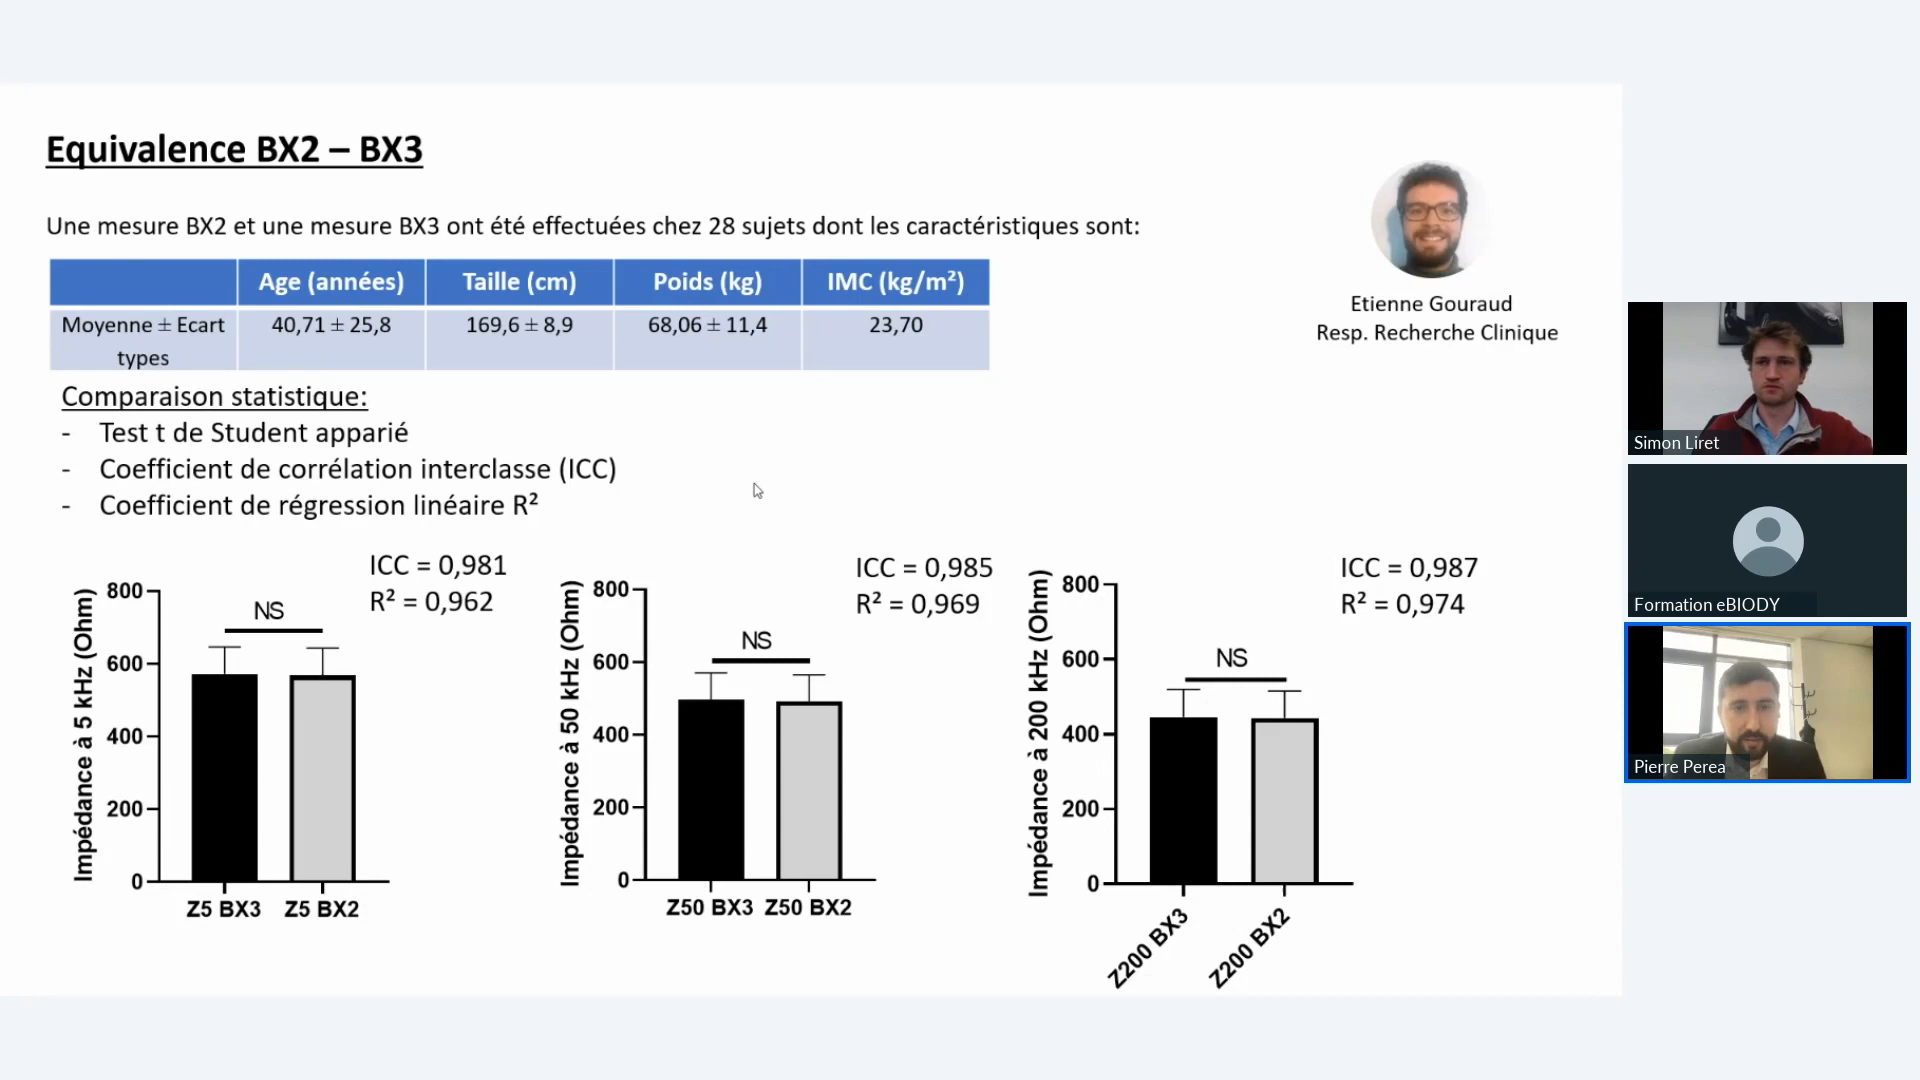 Equivalence BX2 – BX3
Une mesure BX2 et une mesure BX3 ont été effectuées chez 28 sujets dont les caractéristiques sont:
Age (années) Taille (cm) Poids (kg) IMC (kg/m²)
Moyenne ± Ecart types 40,71 ± 25,8 169,6 ± 8,9 68,06 ± 11,4 23,70
Etienne Gouraud
Resp. Recherche Clinique
Comparaison statistique:
- Test t de Student apparié
- Coefficient de corrélation interclasse (ICC)
- Coefficient de régression linéaire R²
ICC = 0,981
R² = 0,962
NS
Impédance à 5 kHz (Ohm)
800
600
400
200
0
Z5 BX3 Z5 BX2
ICC = 0,985
R² = 0,969
NS
Impédance à 50 kHz (Ohm)
800
600
400
200
0
Z50 BX3 Z50 BX2
ICC = 0,987
R² = 0,974
NS
Impédance à 200 kHz (Ohm)
800
600
400
200
0
Z200 BX3 Z200 BX2
Simon Liret
Formation eBIODY
Pierre Perea